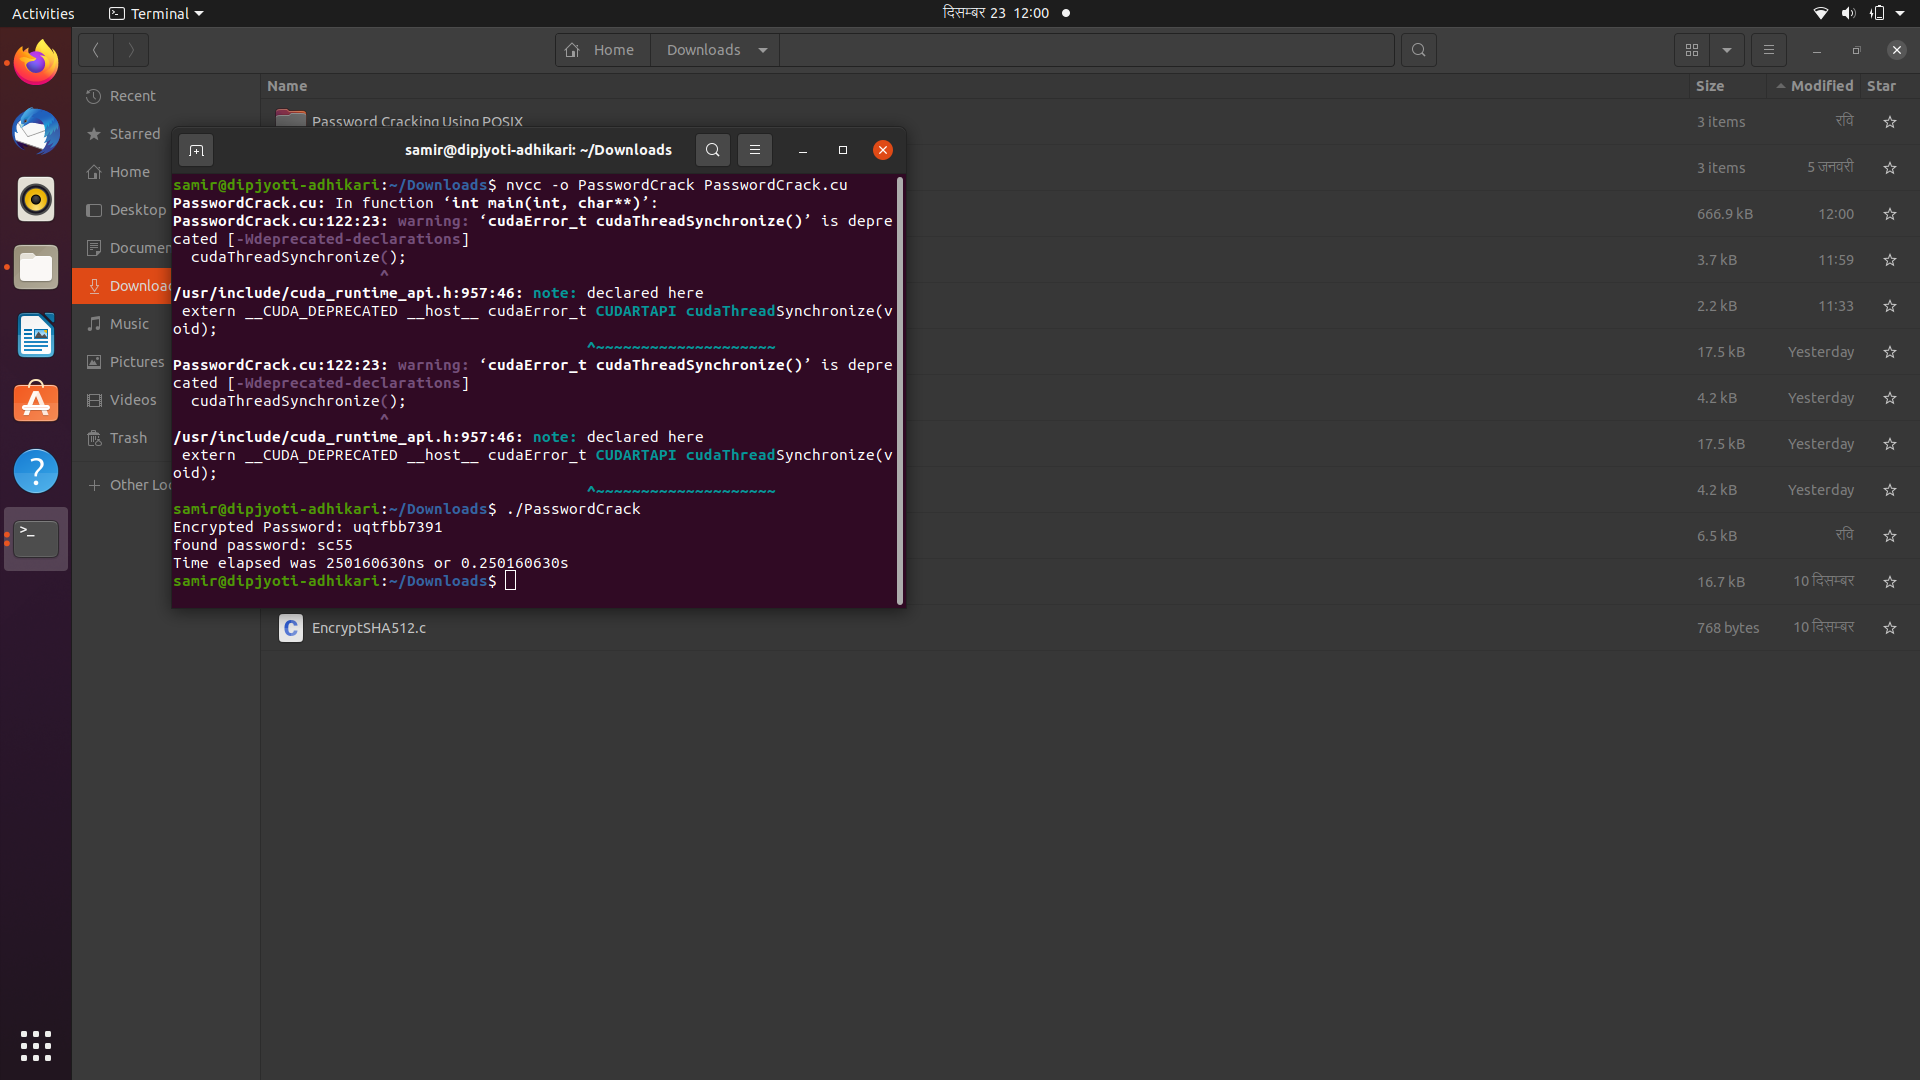 Activities
Terminal
दिसम्बर 23 12:00
Home
Downloads
Name
Size
Modified
Star
Recent
Starred
Home
Desktop
Music
Pictures
Videos
Trash
Password Cracking Using POSIX
3 items
रवि
3 items
5 जनवरी
666.9 kB
12:00
3.7 kB
11:59
2.2 kB
11:33
17.5 kB
Yesterday
4.2 kB
Yesterday
17.5 kB
Yesterday
4.2 kB
Yesterday
6.5 kB
रवि
16.7 kB
10 दिसम्बर
EncryptSHA512.c
768 bytes
10 दिसम्बर
samir@dipjyoti-adhikari: ~/Downloads
samir@dipjyoti-adhikari:~/Downloads$ nvcc -o PasswordCrack PasswordCrack.cu
PasswordCrack.cu: In function ‘int main(int, char**)’:
PasswordCrack.cu:122:23: warning: ‘cudaError_t cudaThreadSynchronize()’ is depre
cated [-Wdeprecated-declarations]
cudaThreadSynchronize();
^
/usr/include/cuda_runtime_api.h:957:46: note: declared here
extern __CUDA_DEPRECATED __host__ cudaError_t CUDARTAPI cudaThreadSynchronize(v
oid);
^~~~~~~~~~~~~~~~~~~~~
PasswordCrack.cu:122:23: warning: ‘cudaError_t cudaThreadSynchronize()’ is depre
cated [-Wdeprecated-declarations]
cudaThreadSynchronize();
^
/usr/include/cuda_runtime_api.h:957:46: note: declared here
extern __CUDA_DEPRECATED __host__ cudaError_t CUDARTAPI cudaThreadSynchronize(v
oid);
^~~~~~~~~~~~~~~~~~~~~
samir@dipjyoti-adhikari:~/Downloads$ ./PasswordCrack
Encrypted Password: uqtfbb7391
found password: sc55
Time elapsed was 250160630ns or 0.250160630s
samir@dipjyoti-adhikari:~/Downloads$